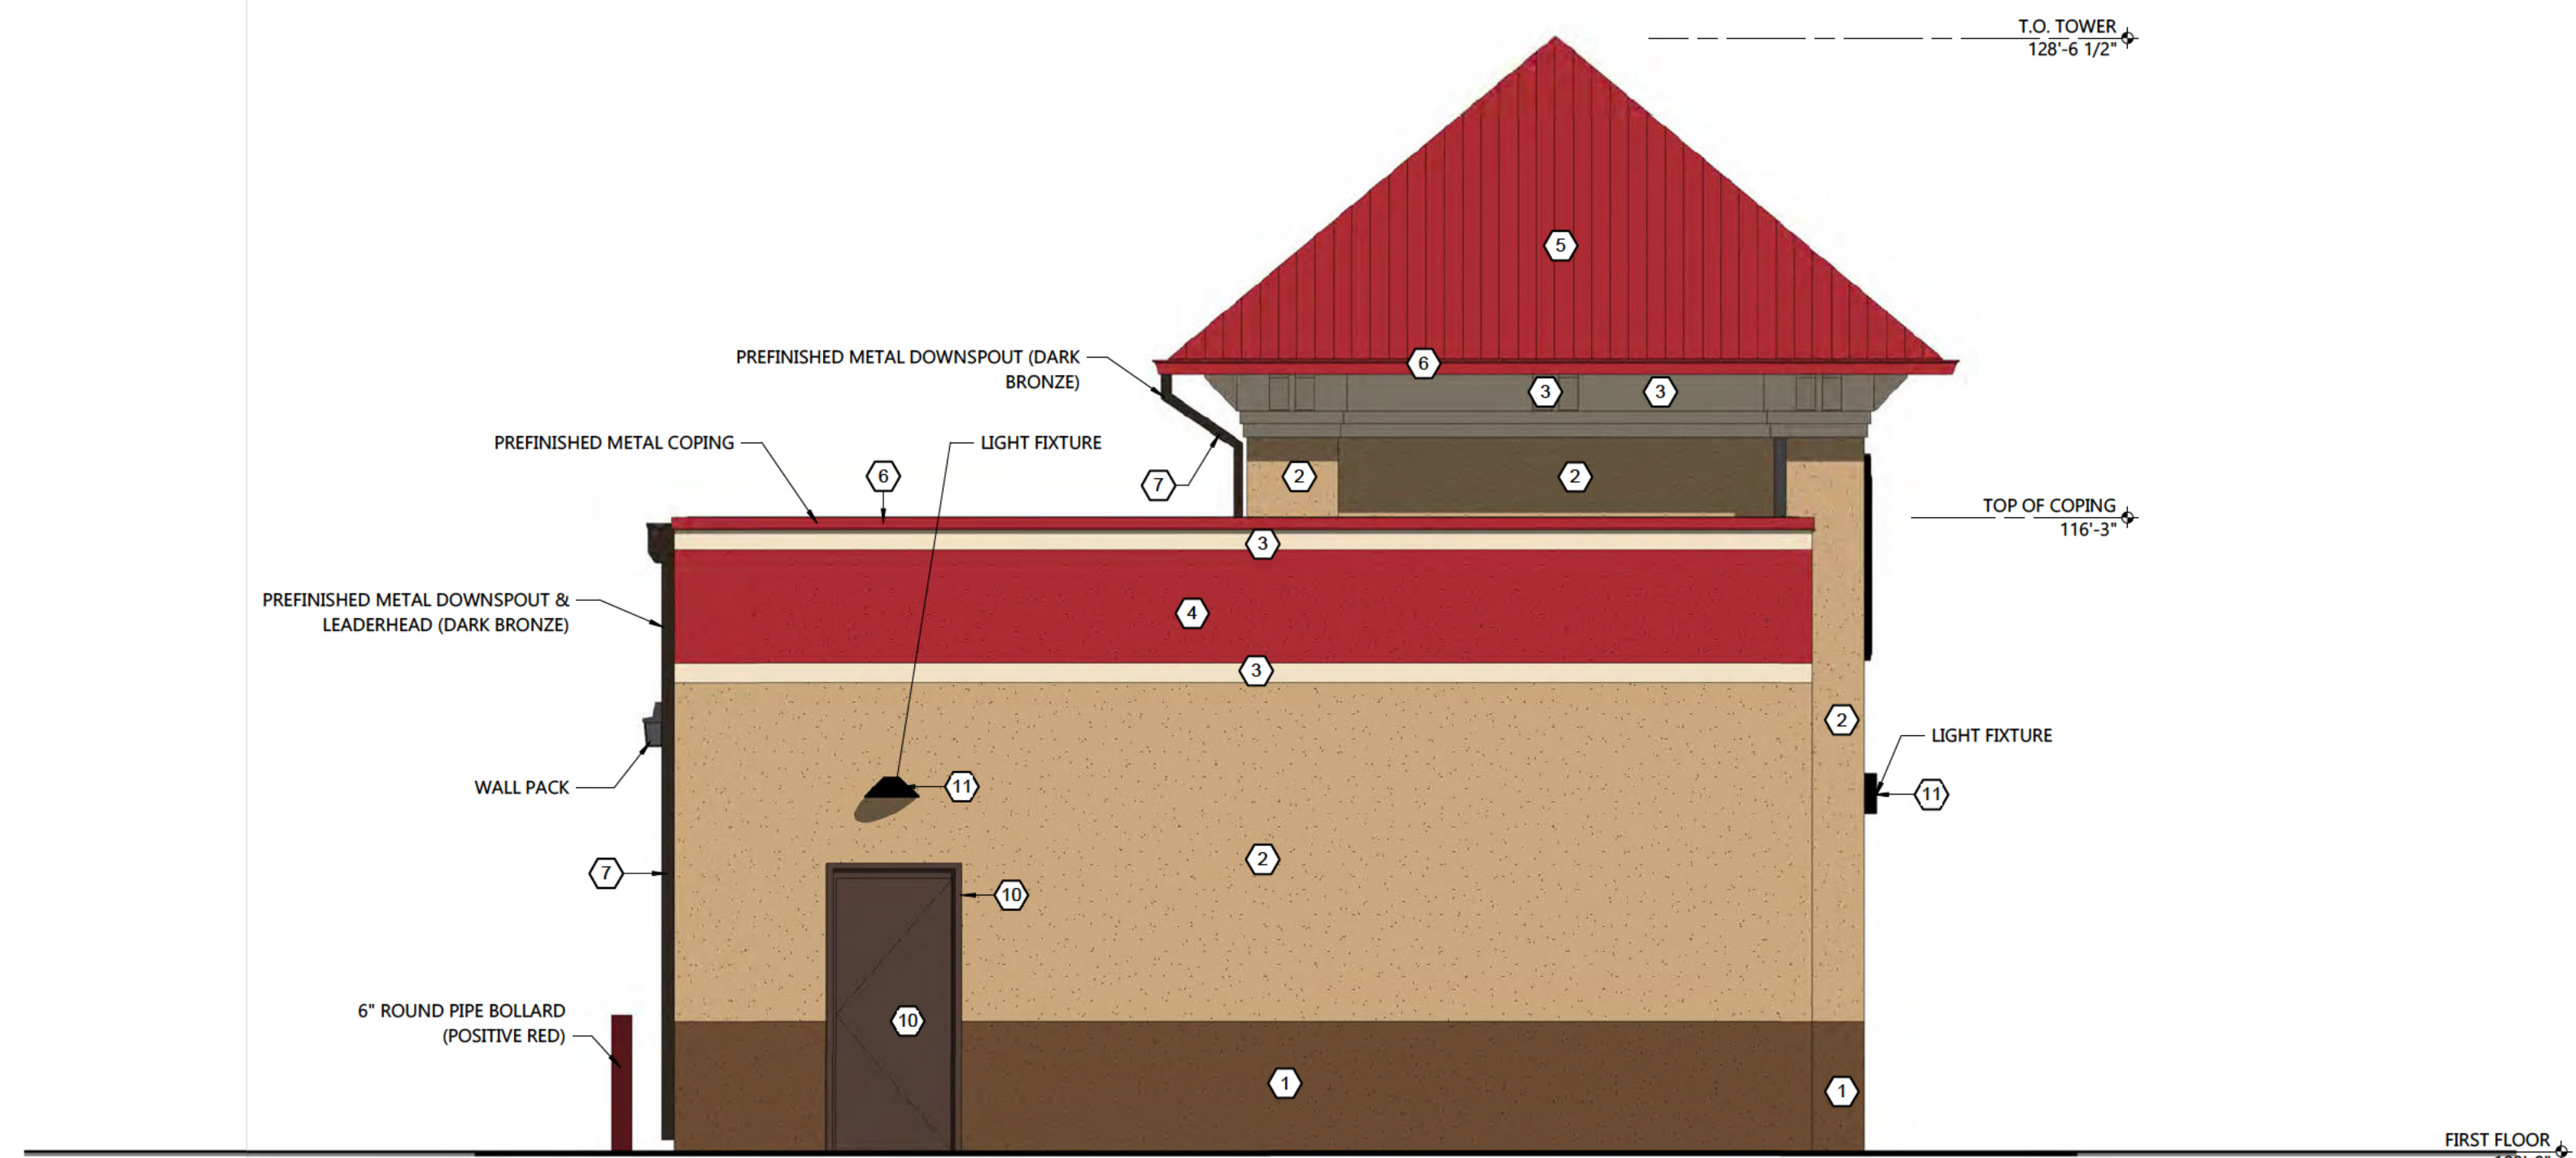 T.O. TOWER
128'-6 1/2"
5
PREFINISHED METAL DOWNSPOUT (DARK
BRONZE)
6
3
3
PREFINISHED METAL COPING
LIGHT FIXTURE
6
7
2
2
TOP OF COPING
116'-3"
3
PREFINISHED METAL DOWNSPOUT &
LEADERHEAD (DARK BRONZE)
4
3
2
LIGHT FIXTURE
WALL PACK
11
11
2
7
10
6" ROUND PIPE BOLLARD
(POSITIVE RED)
10
1
1
FIRST FLOOR